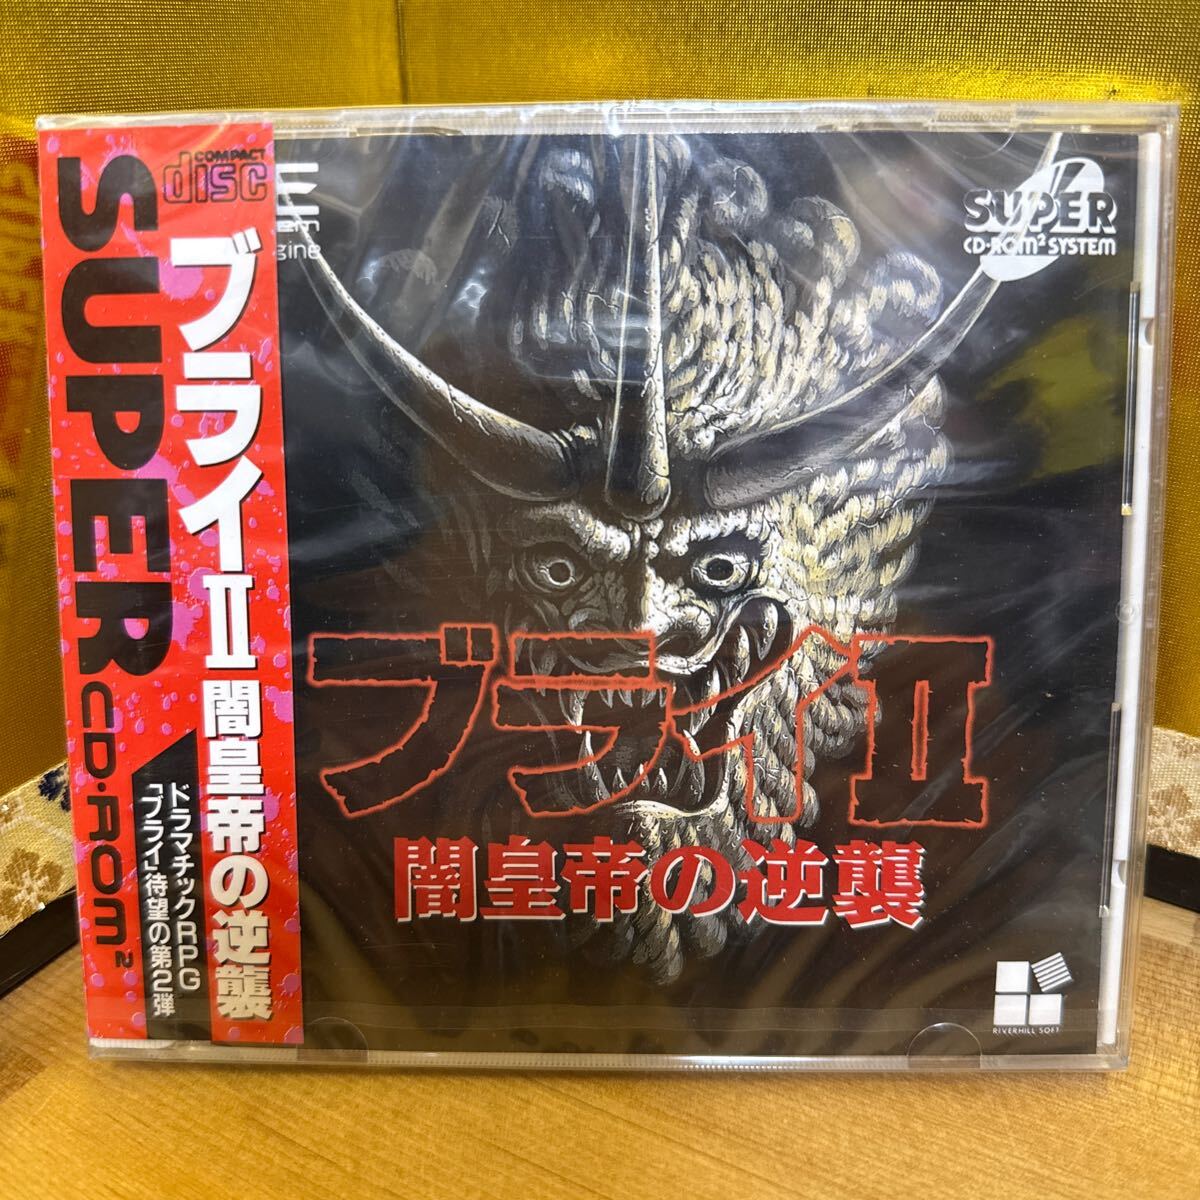 COMPACT
disc
SUPER CD-ROM2
ブライII 闇皇帝の逆襲
ドラマチックRPG
「ブライ」待望の第2弾
SUPER
CD-ROM2 SYSTEM
ブライII
闇皇帝の逆襲
RIVERHILL SOFT